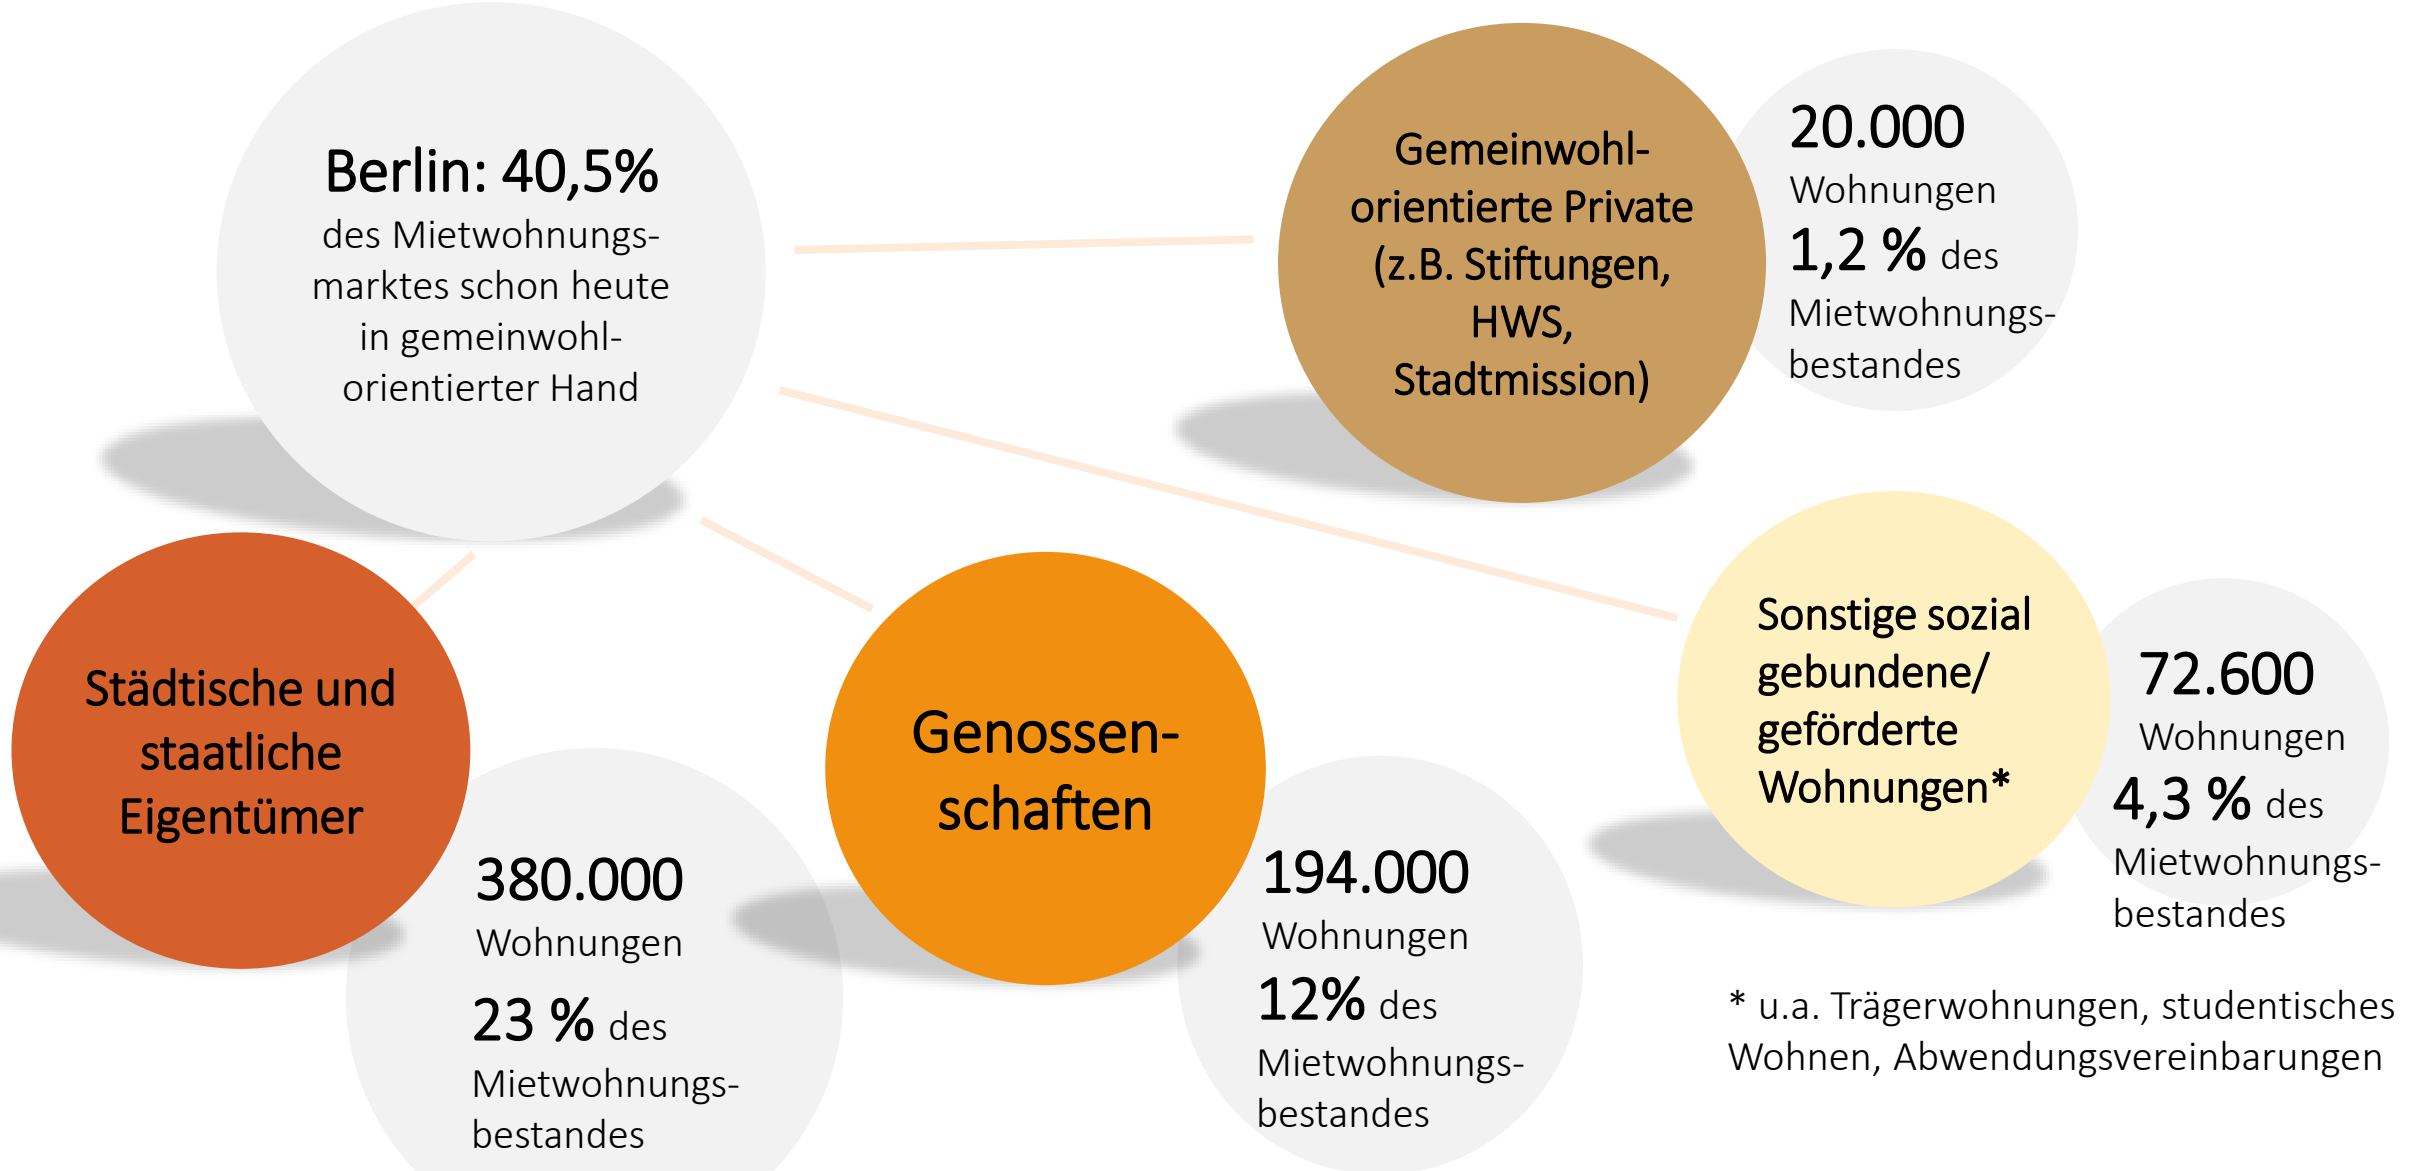 Berlin: 40,5%
des Mietwohnungs-
marktes schon heute
in gemeinwohl-
orientierter Hand
Gemeinwohl-
orientierte Private
(z.B. Stiftungen,
HWS,
Stadtmission)
20.000
Wohnungen
1,2 % des
Mietwohnungs-
bestandes
Städtische und
staatliche
Eigentümer
380.000
Wohnungen
23 % des
Mietwohnungs-
bestandes
Genossen-
schaften
194.000
Wohnungen
12% des
Mietwohnungs-
bestandes
Sonstige sozial
gebundene/
geförderte
Wohnungen*
72.600
Wohnungen
4,3 % des
Mietwohnungs-
bestandes
* u.a. Trägerwohnungen, studentisches
Wohnen, Abwendungsvereinbarungen